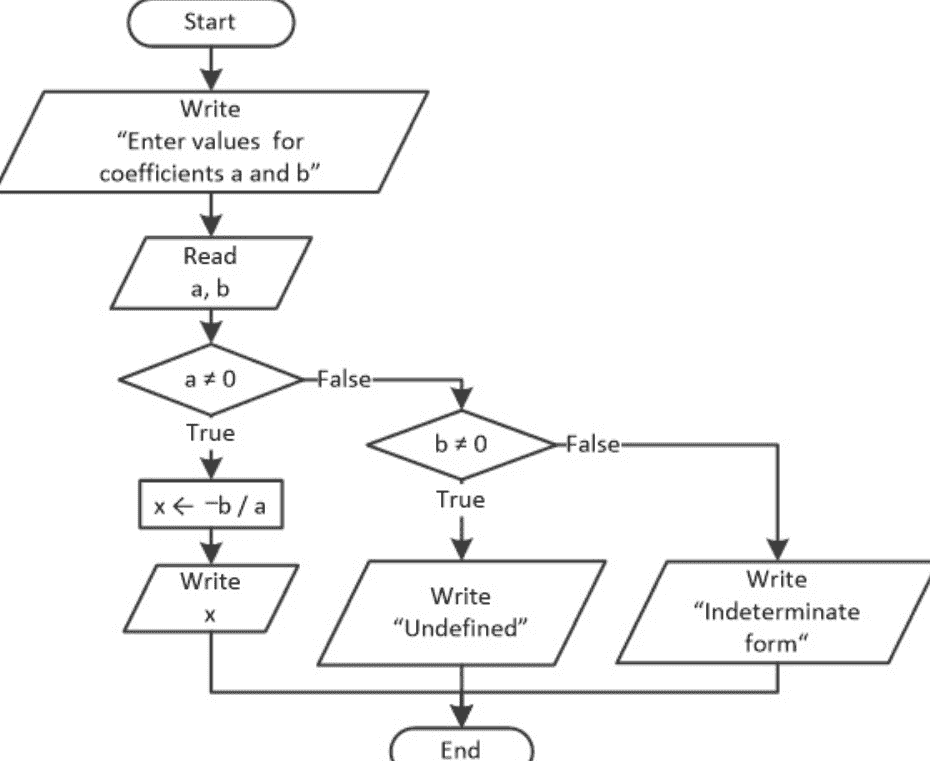 Start
Write
“Enter values for
coefficients a and b”
Read
a, b
a ≠ 0
False
True
b ≠ 0
False
True
x ← ⁻b / a
Write
x
Write
“Undefined”
Write
“Indeterminate
form“
End